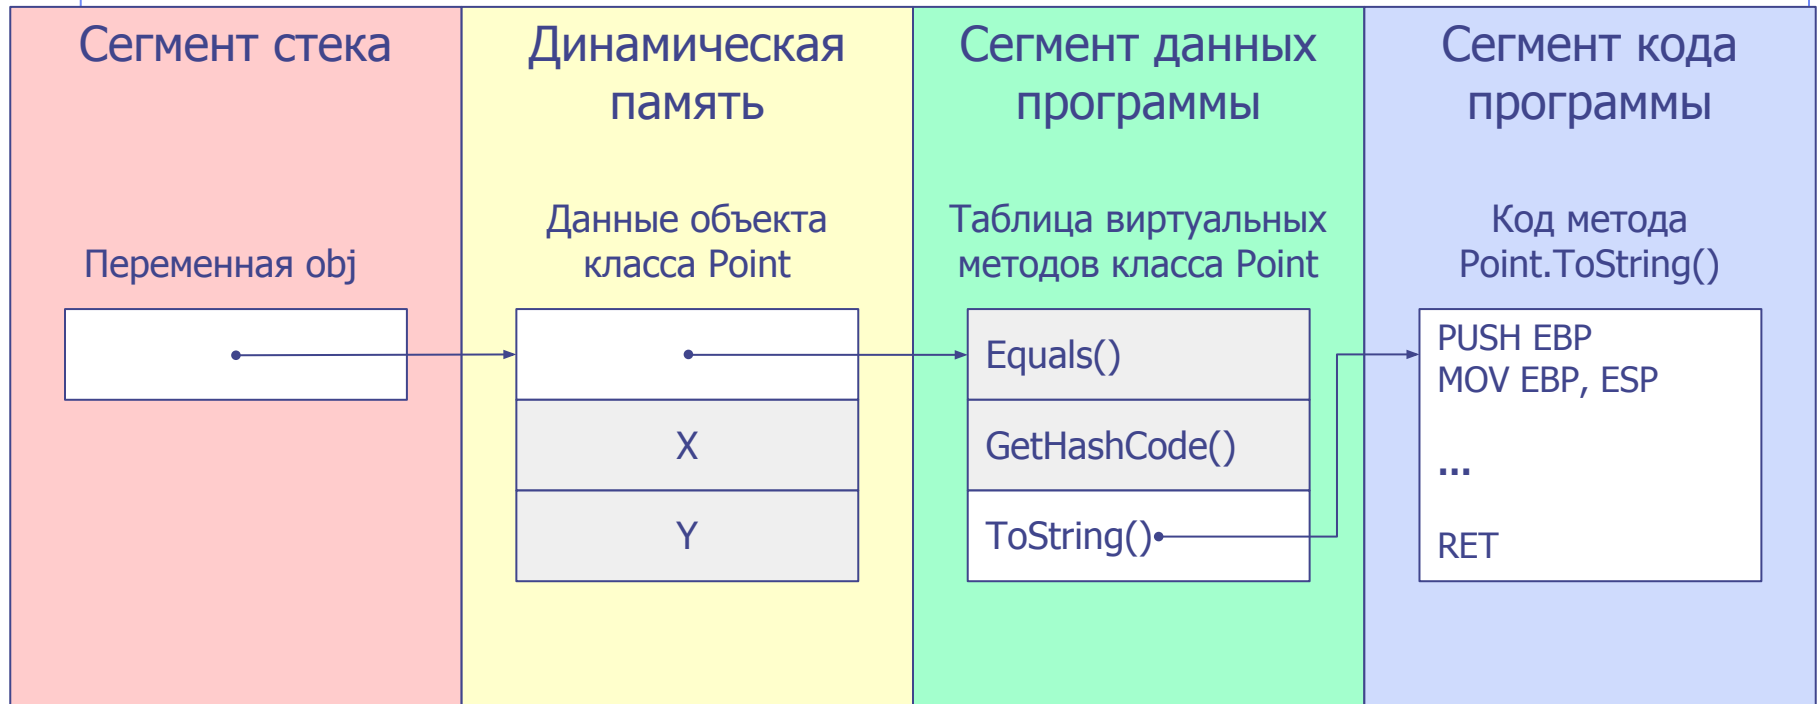 Сегмент стека
Динамическая
память
Сегмент данных
программы
Сегмент кода
программы
Переменная obj
Данные объекта
класса Point
Таблица виртуальных
методов класса Point
Код метода
Point.ToString()
X
Y
Equals()
GetHashCode()
ToString()
PUSH EBP
MOV EBP, ESP
...
RET